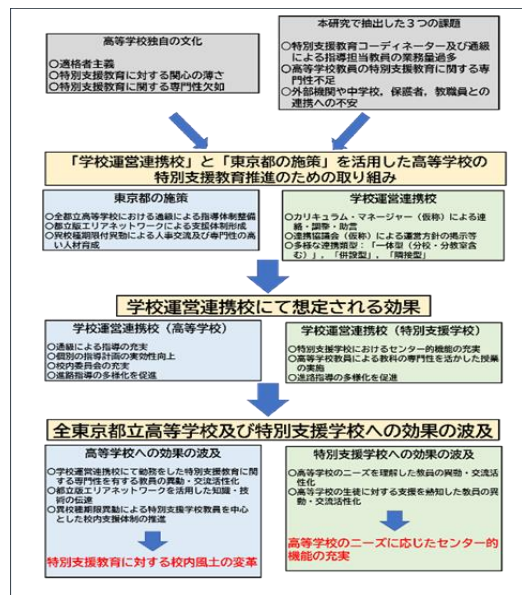 高等学校独自の文化
○適格者主義
○特別支援教育に対する関心の薄さ
○特別支援教育に関する専門性欠如
本研究で抽出した３つの課題
○特別支援教育コーディネーター及び通級
による指導担当教員の業務量過多
○高等学校教員の特別支援教育に関する専
門性不足
○外部機関や中学校，保護者，教職員との
連携への不安
「学校運営連携校」と「東京都の施策」を活用した高等学校の
特別支援教育推進のための取り組み
東京都の施策
○全都立高等学校における通級による指導体制整備
○都立版エリアネットワークによる支援体制形成
○異校種期限付異動による人事交流及び専門性の高
い人材育成
学校運営連携校
○カリキュラム・マネージャー（仮称）による連
絡・調整・助言
○連携協議会（仮称）による運営方針の掲示等
○多様な連携類型：「一体型（分校・分教室含
む）」，「併設型」，「隣接型」
学校運営連携校にて想定される効果
学校運営連携校（高等学校）
○通級による指導の充実
○個別の指導計画の実効性向上
○校内委員会の充実
○進路指導の多様化を促進
学校運営連携校（特別支援学校）
○特別支援学校におけるセンター的機能の充実
○高等学校教員による教科の専門性を活かした授業
の実施
○進路指導の多様化を促進
全東京都立高等学校及び特別支援学校への効果の波及
高等学校への効果の波及
○学校運営連携校にて勤務をした特別支援教育に関
する専門性を有する教員の異動・交流活性化
○都立版エリアネットワークを活用した知識・技
術の伝達
○異校種期限異動による特別支援学校教員を中心
とした校内支援体制の推進
特別支援教育に対する校内風土の変革
特別支援学校への効果の波及
○高等学校のニーズを理解した教員の異動・交流活
性化
○高等学校の生徒に対する支援を熟知した教員の異
動・交流活性化
高等学校のニーズに応じたセンター的
機能の充実